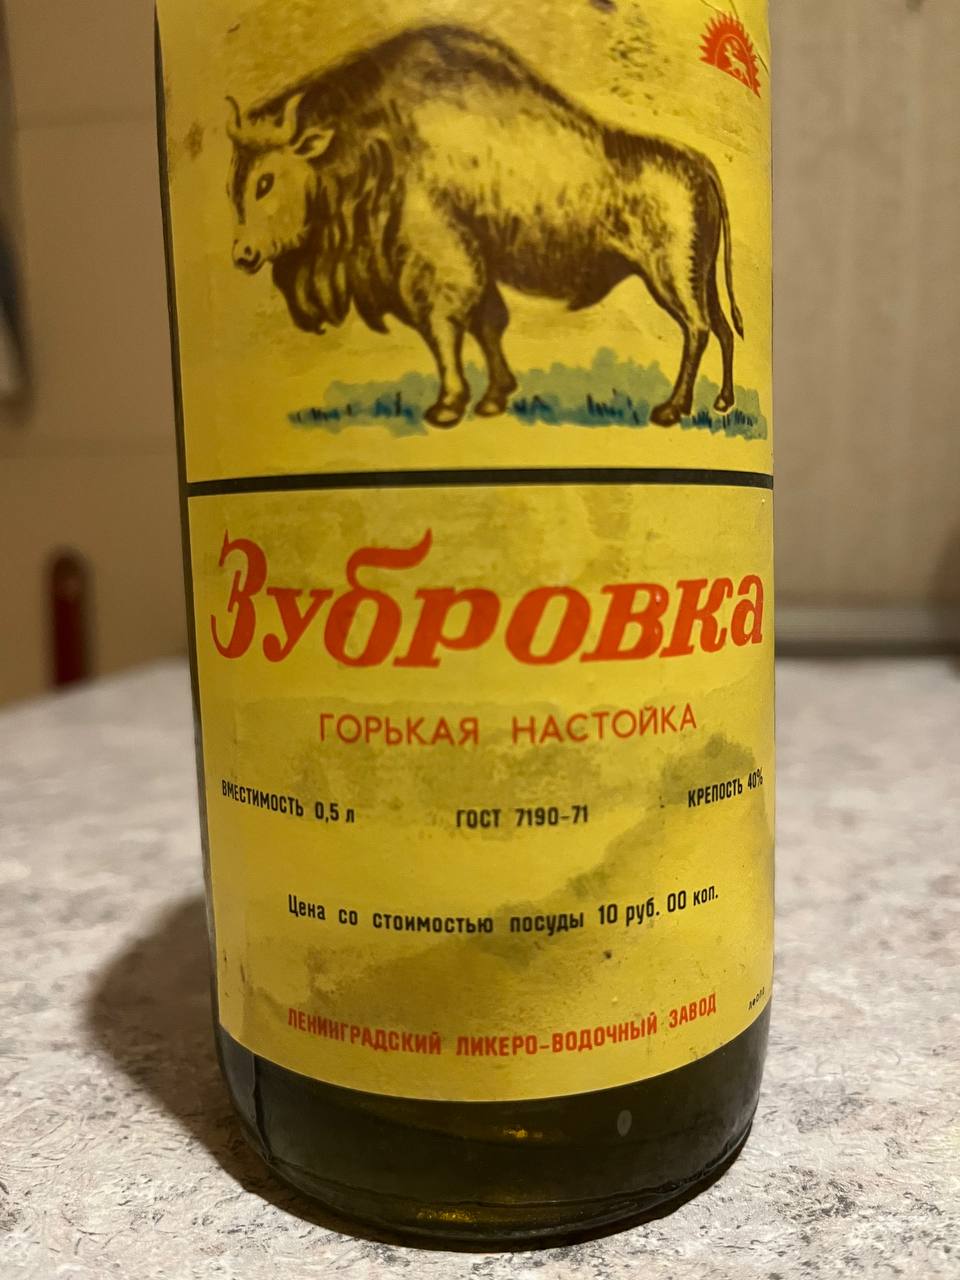 Зубровка
ГОРЬКАЯ НАСТОЙКА
ВМЕСТИМОСТЬ 0,5 л ГОСТ 7190-71 КРЕПОСТЬ 40%
Цена со стоимостью посуды 10 руб. 00 коп.
ЛЕНИНГРАДСКИЙ ЛИКЕРО-ВОДОЧНЫЙ ЗАВОД